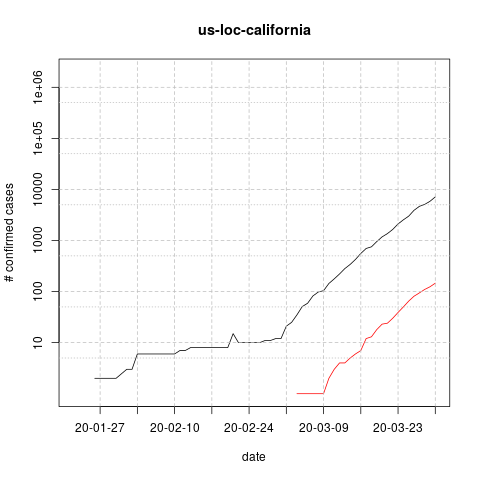 us-loc-california
1e+06
1e+05
10000
1000
100
10
# confirmed cases
20-01-27 20-02-10 20-02-24 20-03-09 20-03-23
date